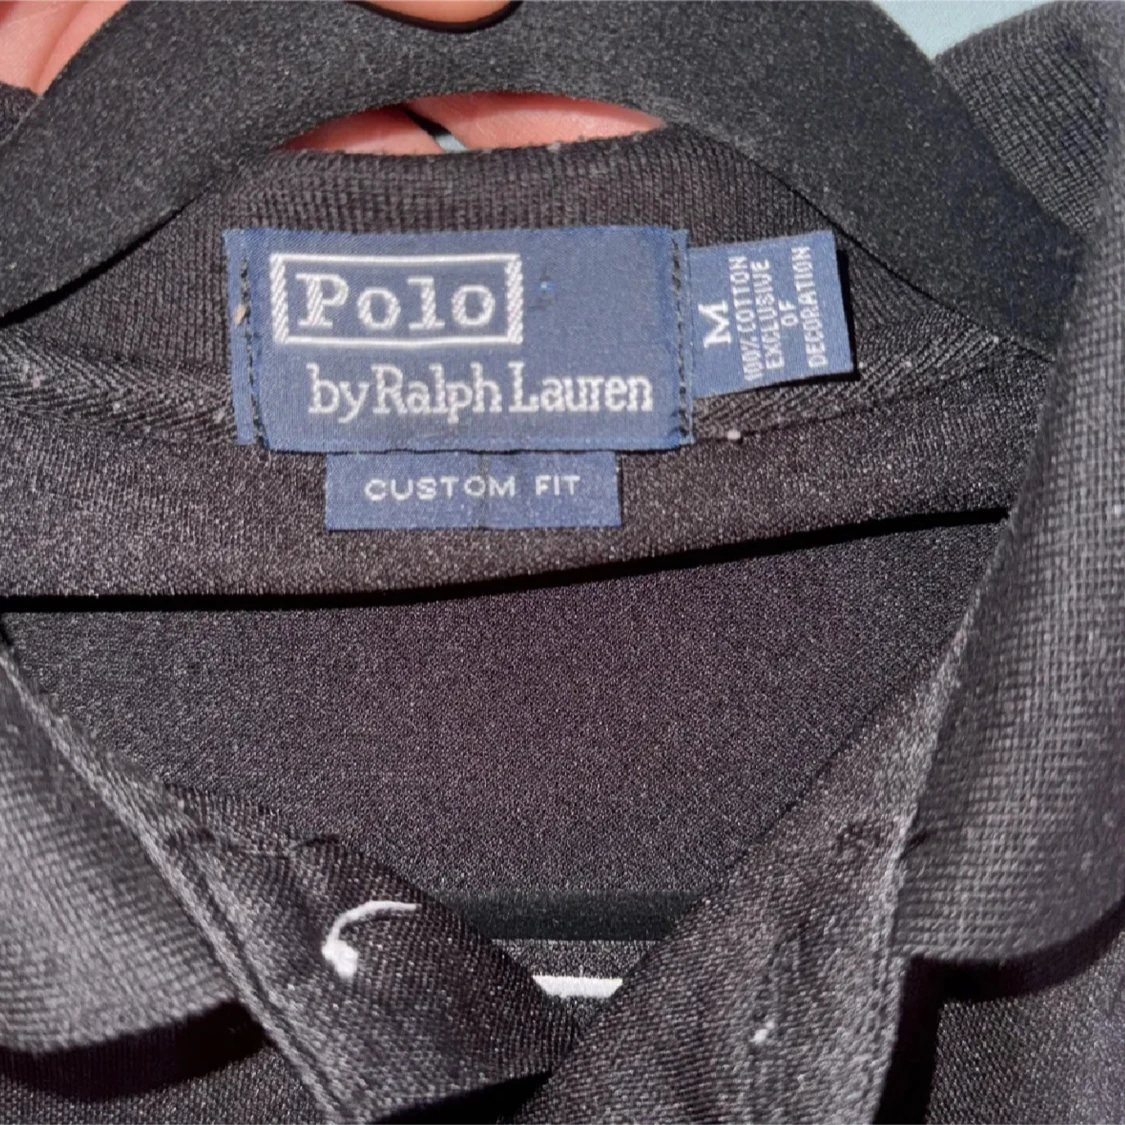 Polo
by Ralph Lauren
CUSTOM FIT
M
100% COTTON
EXCLUSIVE
OF
DECORATION